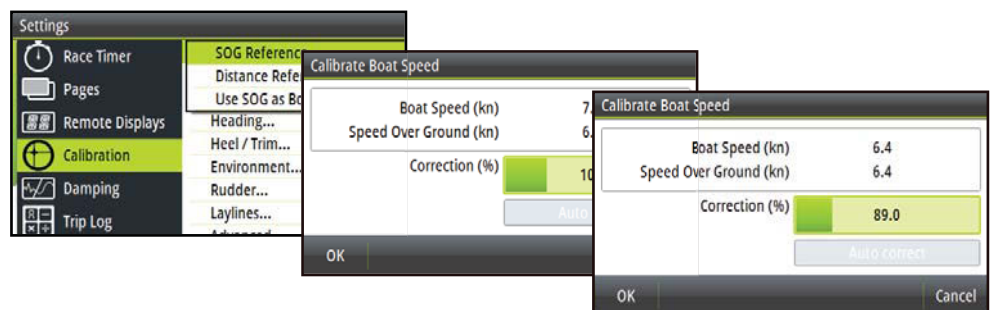 Settings
Race Timer
Pages
Remote Displays
Calibration
Damping
Trip Log
SOG Reference
Distance
Use SOG as
Heading...
Heel / Trim...
Environment...
Rudder...
Laylines...
Calibrate Boat Speed
Boat Speed (kn)
Speed Over Ground (kn)
Correction (%)
Auto
OK
Calibrate Boat Speed
Boat Speed (kn) 6.4
Speed Over Ground (kn) 6.4
Correction (%) 89.0
Auto correct
OK Cancel